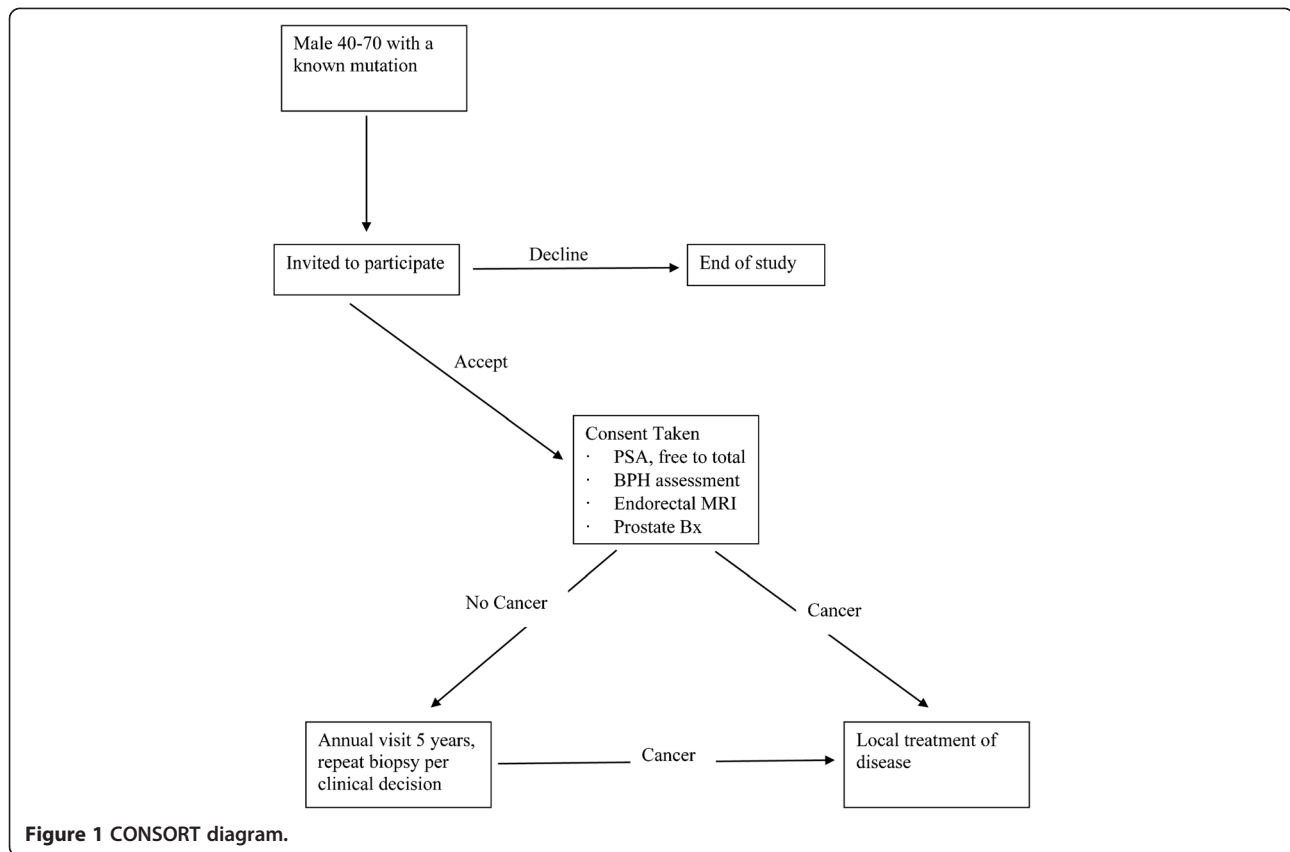 Male 40-70 with a
known mutation
Invited to participate
Decline
End of study
Accept
Consent Taken
· PSA, free to total
· BPH assessment
· Endorectal MRI
· Prostate Bx
No Cancer
Cancer
Annual visit 5 years,
repeat biopsy per
clinical decision
Cancer
Local treatment of
disease
Figure 1 CONSORT diagram.